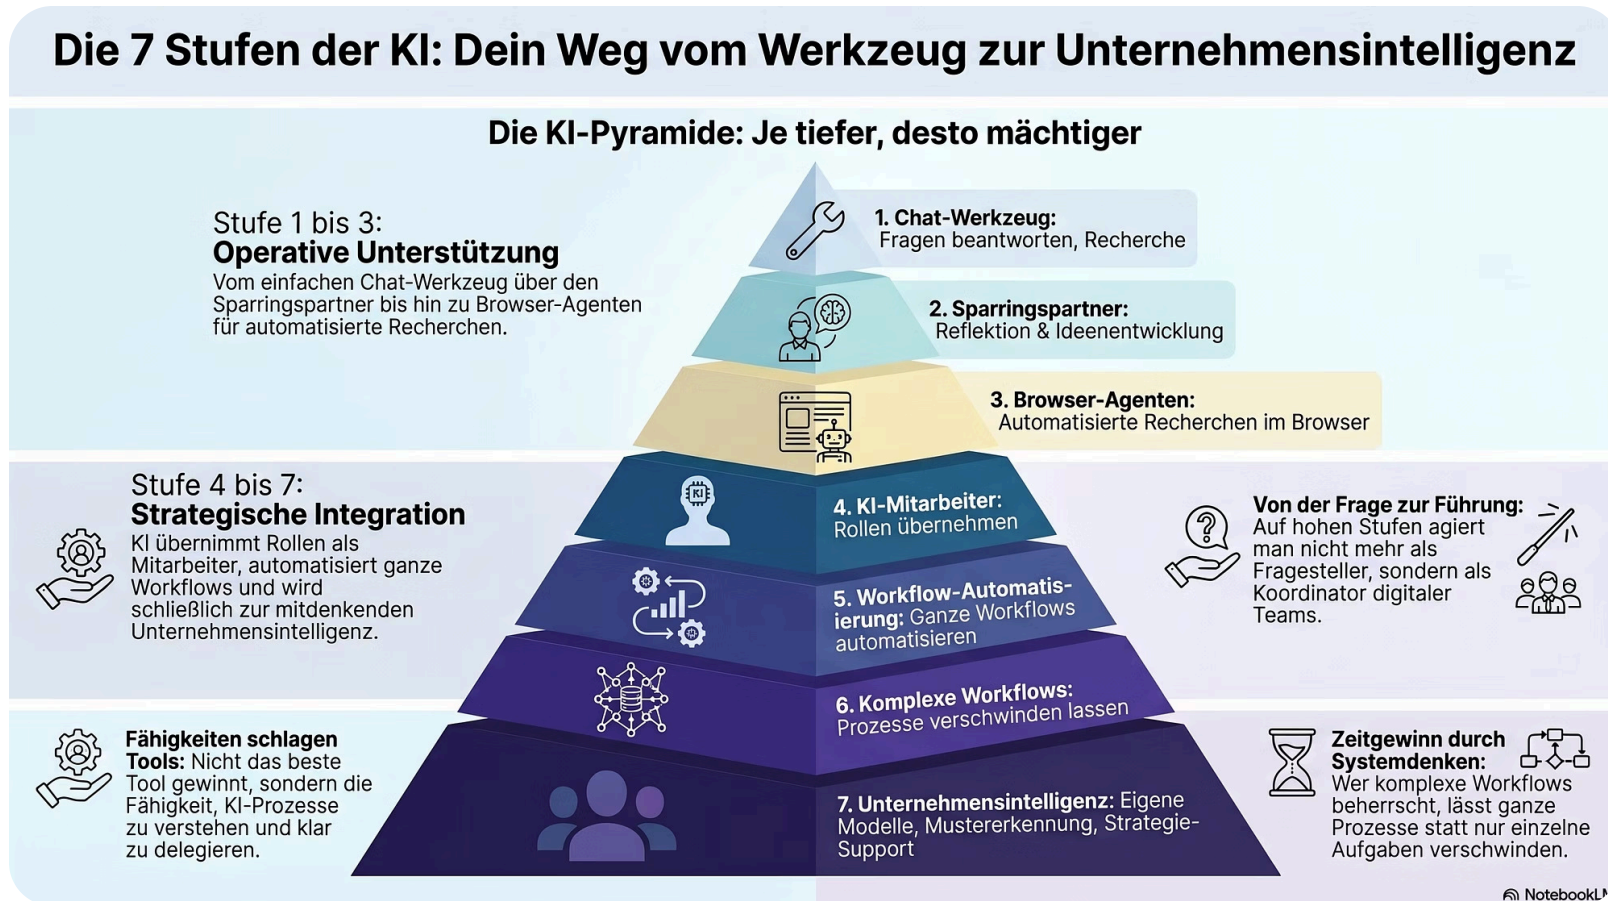 Die 7 Stufen der KI: Dein Weg vom Werkzeug zur Unternehmensintelligenz
Die KI-Pyramide: Je tiefer, desto mächtiger
Stufe 1 bis 3:
Operative Unterstützung
Vom einfachen Chat-Werkzeug über den
Sparringspartner bis hin zu Browser-Agenten
für automatisierte Recherchen.
1. Chat-Werkzeug:
Fragen beantworten, Recherche
2. Sparringspartner:
Reflektion & Ideenentwicklung
3. Browser-Agenten:
Automatisierte Recherchen im Browser
Stufe 4 bis 7:
Strategische Integration
KI übernimmt Rollen als
Mitarbeiter, automatisiert ganze
Workflows und wird
schließlich zur mitdenkenden
Unternehmensintelligenz.
KI
4. KI-Mitarbeiter:
Rollen übernehmen
5. Workflow-Automatis-
ierung: Ganze Workflows
automatisieren
6. Komplexe Workflows:
Prozesse verschwinden lassen
7. Unternehmensintelligenz: Eigene
Modelle, Mustererkennung, Strategie-
Support
Von der Frage zur Führung:
Auf hohen Stufen agiert
man nicht mehr als
Fragesteller, sondern als
Koordinator digitaler
Teams.
Fähigkeiten schlagen
Tools: Nicht das beste
Tool gewinnt, sondern die
Fähigkeit, KI-Prozesse
zu verstehen und klar
zu delegieren.
Zeitgewinn durch
Systemdenken:
Wer komplexe Workflows
beherrscht, lässt ganze
Prozesse statt nur einzelne
Aufgaben verschwinden.
NotebookLM